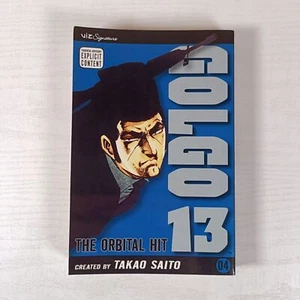 VIZ Signature
PARENTAL ADVISORY
EXPLICIT CONTENT
GOLGO 13
THE ORBITAL HIT
CREATED BY TAKAO SAITO
04